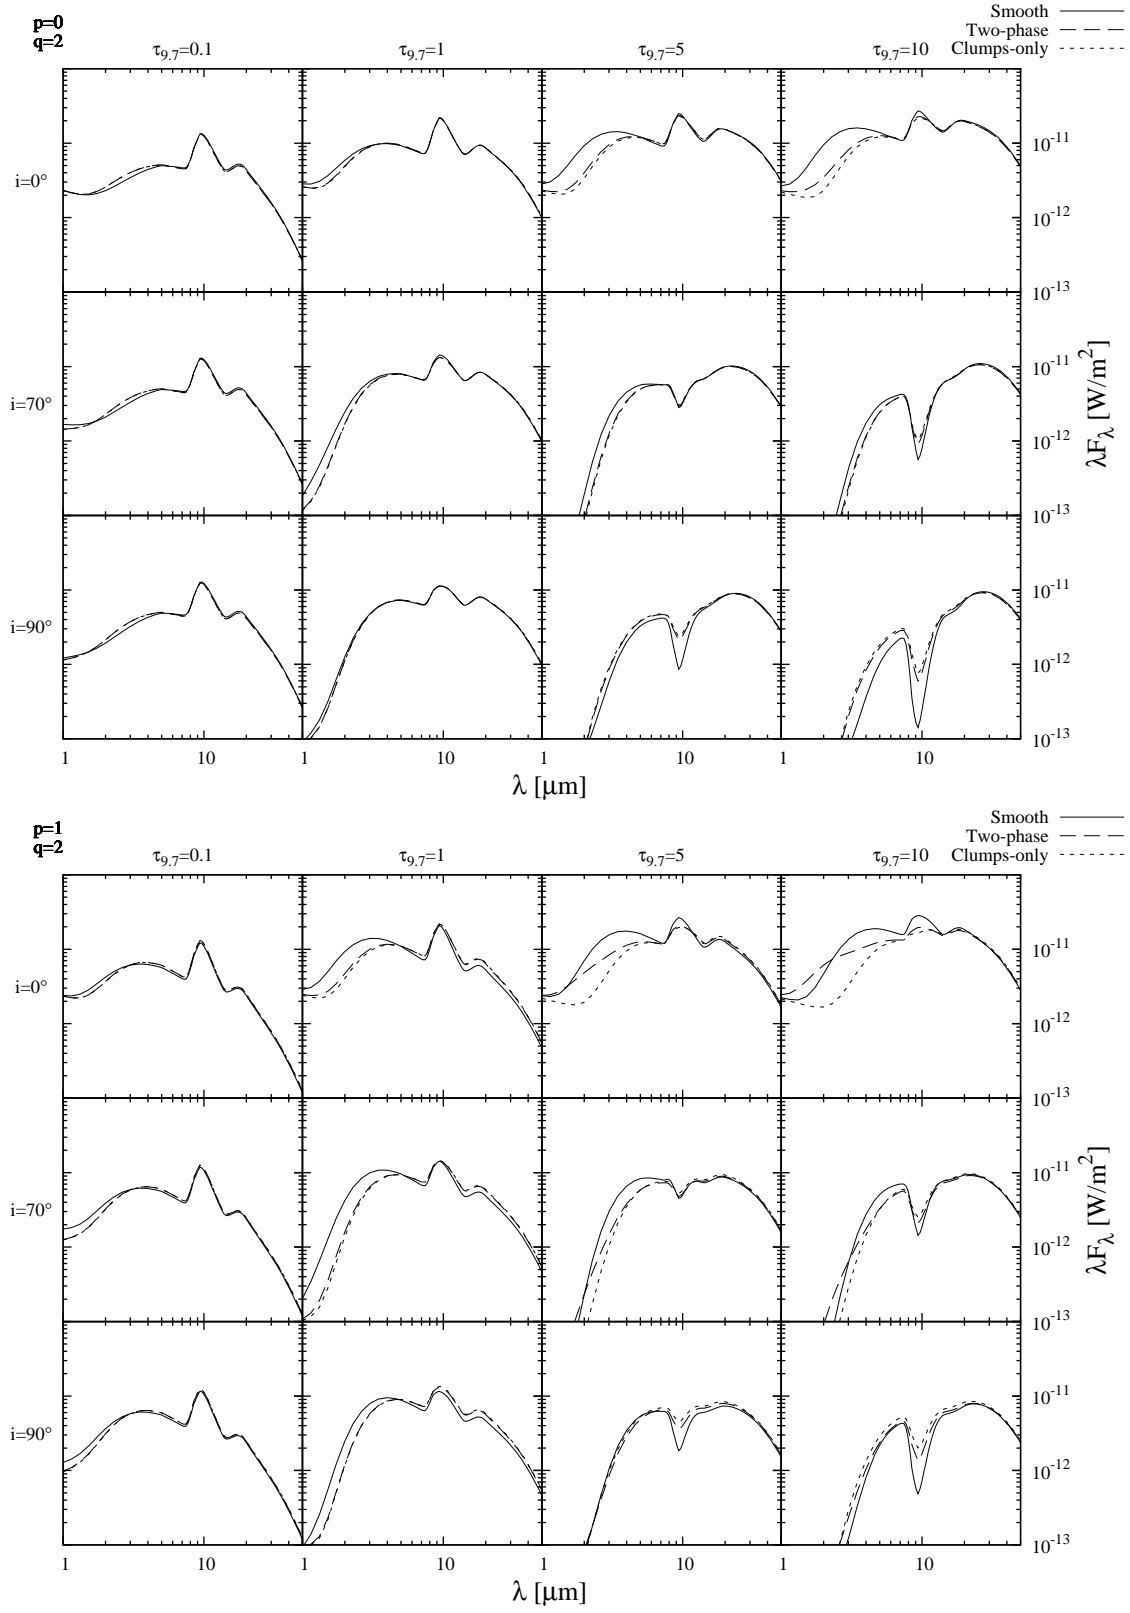 p=0
q=2
Smooth
Two-phase
Clumps-only
τ9.7=0.1 τ9.7=1 τ9.7=5 τ9.7=10
i=0°
10-11
10-12
10-13
i=70°
10-11
10-12
10-13
λFλ [W/m2]
i=90°
10-11
10-12
10-13
1 10 1 10 1 10 1 10
λ [μm]
p=1
q=2
Smooth
Two-phase
Clumps-only
τ9.7=0.1 τ9.7=1 τ9.7=5 τ9.7=10
i=0°
10-11
10-12
10-13
i=70°
10-11
10-12
10-13
λFλ [W/m2]
i=90°
10-11
10-12
10-13
1 10 1 10 1 10 1 10
λ [μm]